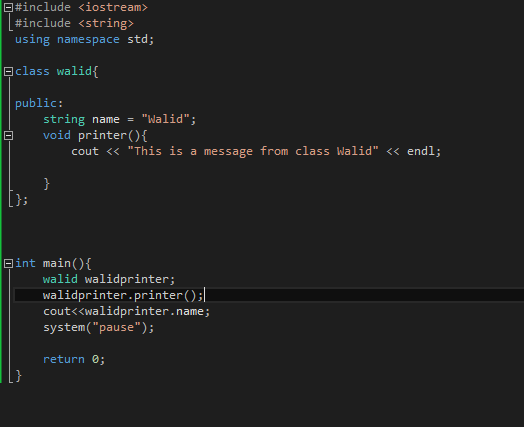 #include <iostream>
#include <string>
using namespace std;
class walid{
public:
string name = "Walid";
void printer(){
cout << "This is a message from class Walid" << endl;
}
};
int main(){
walid walidprinter;
walidprinter.printer();
cout<<walidprinter.name;
system("pause");
return 0;
}